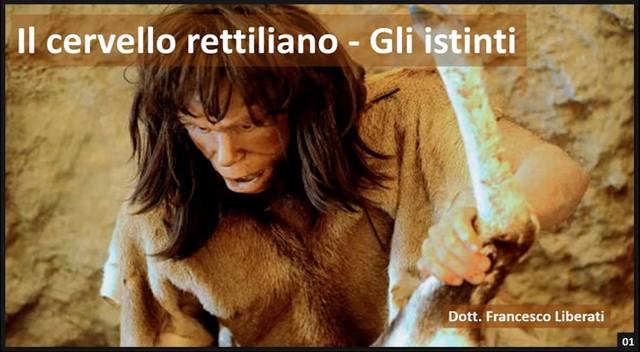 Il cervello rettiliano - Gli istinti
Dott. Francesco Liberati
01